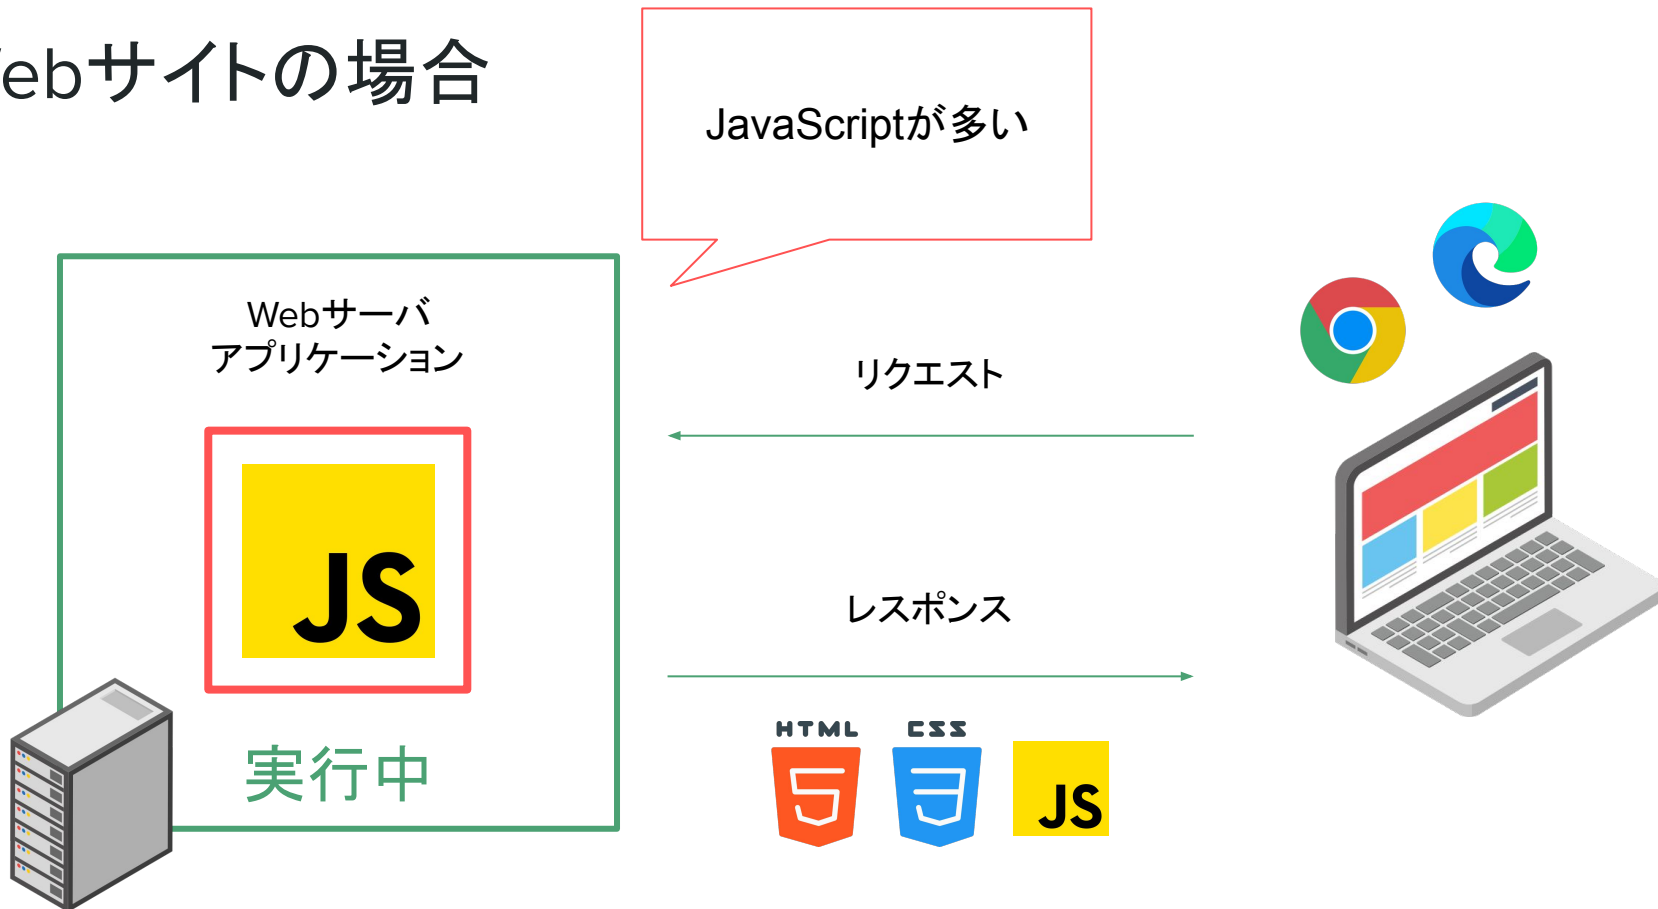 ebサイトの場合
JavaScriptが多い
Webサーバ
アプリケーション
リクエスト
JS
レスポンス
実行中
HTML
CSS
5
3
JS